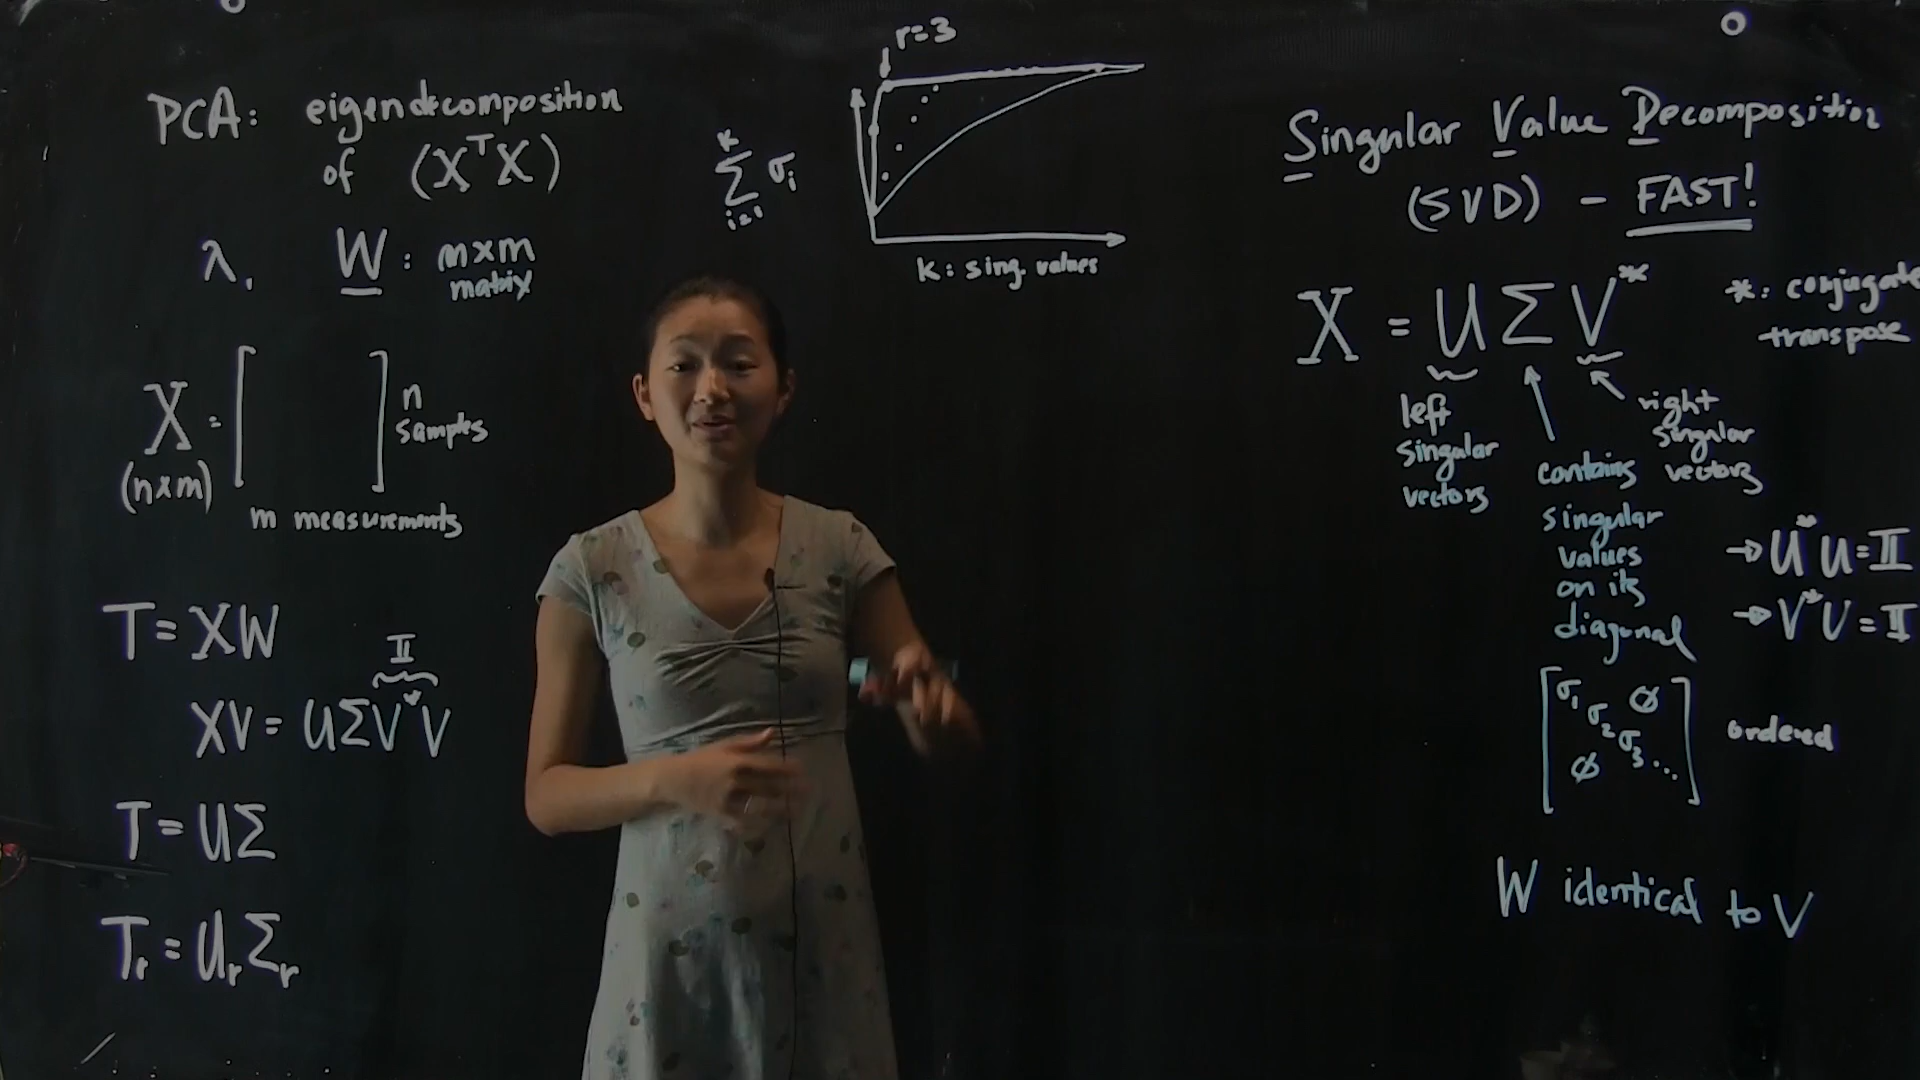 PCA: eigendecomposition
of (XᵀX)
λ, W: m×m
matrix
X = [ ] n
samples
(n×m)
m measurements
T = XW
𝕀
XV = UΣV*V
T = UΣ
Tᵣ = UᵣΣᵣ
r=3
k
Σ σᵢ
i=1
k: sing. values
Singular Value Decomposition
(SVD) - FAST!
X = UΣV*
*: conjugate
transpose
left
singular
vectors
contains
singular
values
on its
diagonal
right
singular
vectors
→ U*U = 𝕀
→ V*V = 𝕀
σ₁ ∅
σ₂
∅ σ₃ ...
ordered
W identical to V